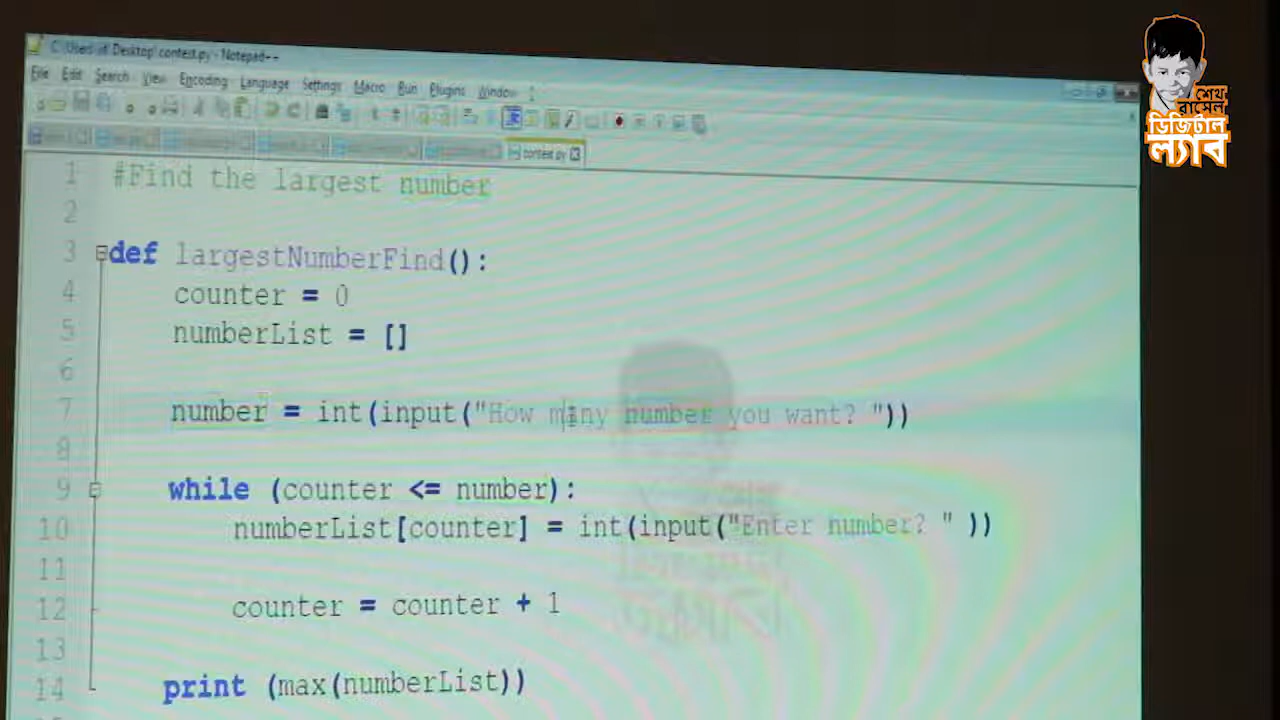 C:\Users\itf Desktop\contest.py - Notepad++
File Edit Search View Encoding Language Settings Macro Run Plugins Window
contest.py
1 #Find the largest number
2
3 def largestNumberFind():
4 counter = 0
5 numberList = []
6
7 number = int(input("How many number you want? "))
8
9 while (counter <= number):
10 numberList[counter] = int(input("Enter number? " ))
11
12 counter = counter + 1
13
14 print (max(numberList))
শেখ
রাসেল
ডিজিটাল
ল্যাব